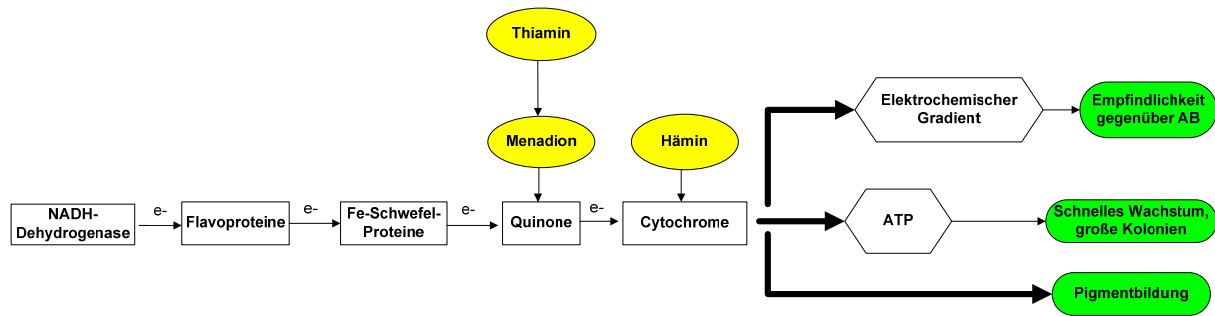 Thiamin
Menadion
Hämin
NADH-
Dehydrogenase
e-
Flavoproteine
e-
Fe-Schwefel-
Proteine
e-
Quinone
e-
Cytochrome
Elektrochemischer
Gradient
Empfindlichkeit
gegenüber AB
ATP
Schnelles Wachstum,
große Kolonien
Pigmentbildung